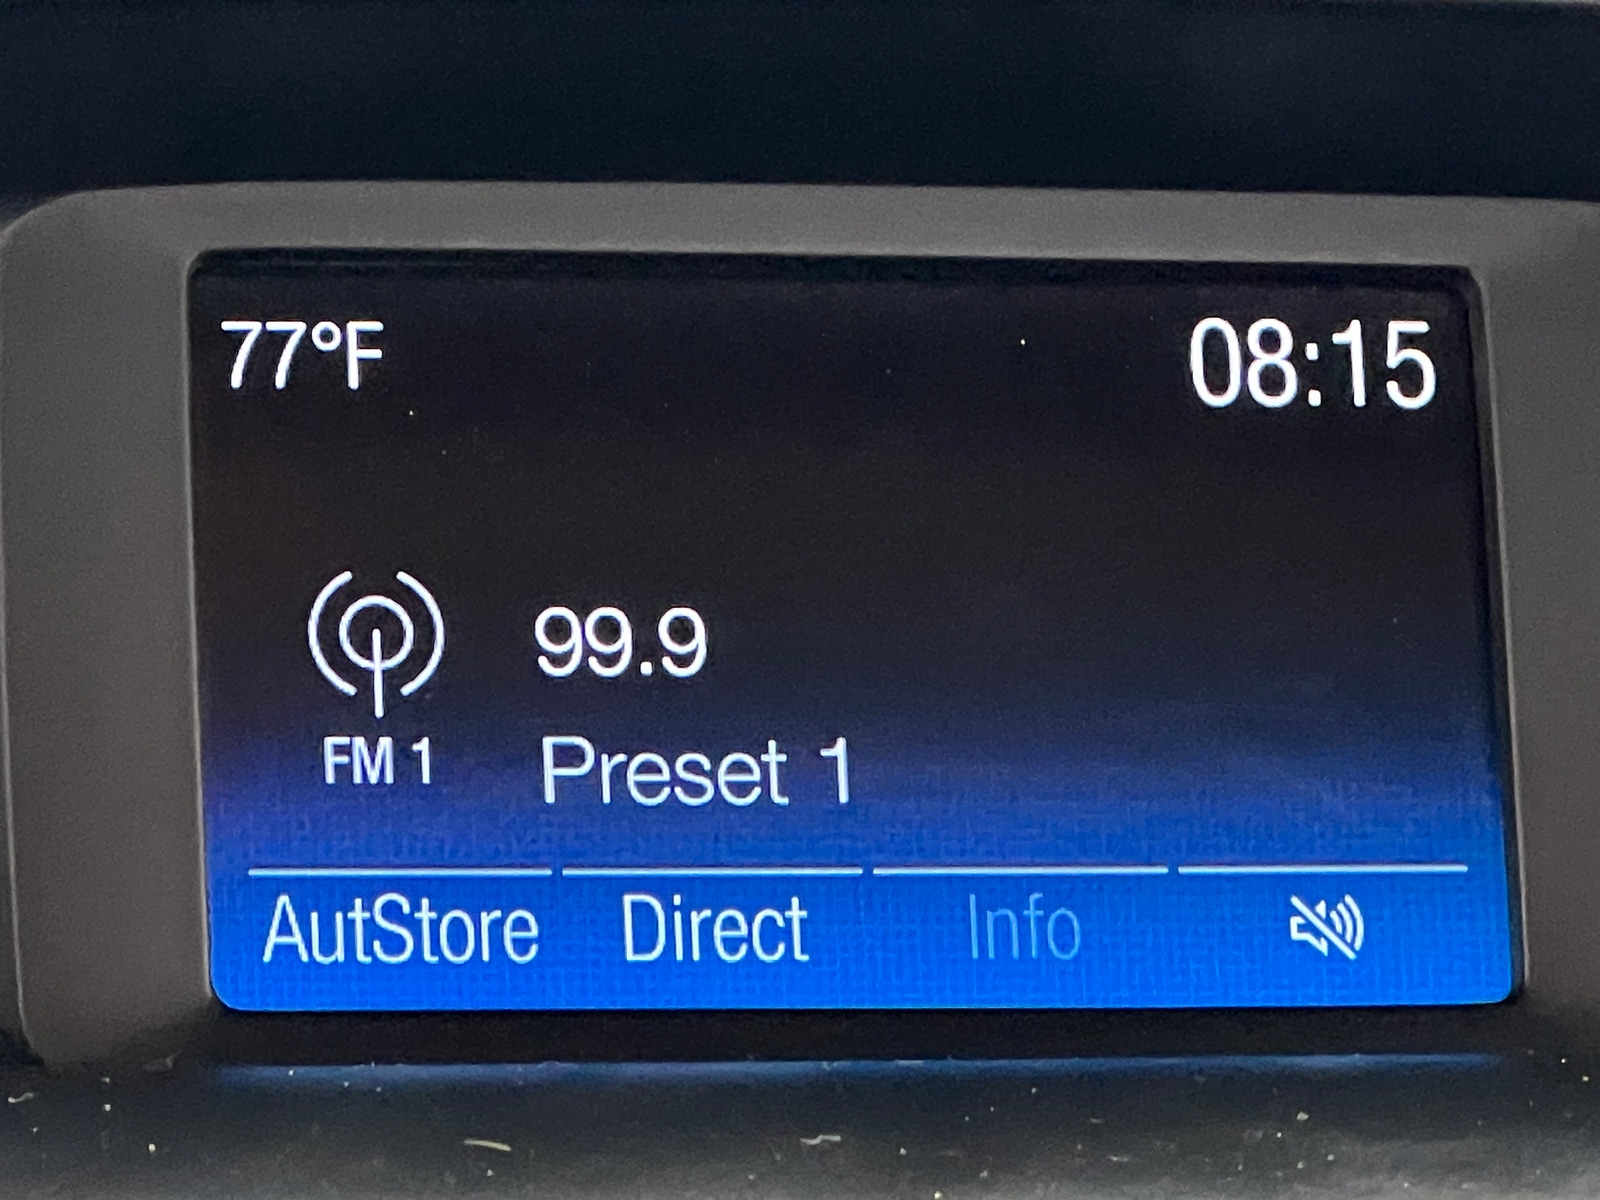 77°F 08:15
99.9
FM 1 Preset 1
AutStore Direct Info